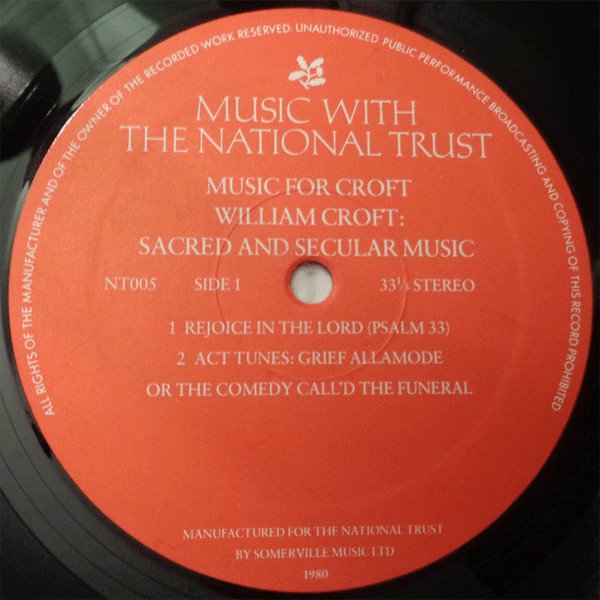 ALL RIGHTS OF THE MANUFACTURER AND OF THE OWNER OF THE RECORDED WORK RESERVED: UNAUTHORIZED PUBLIC PERFORMANCE BROADCASTING AND COPYING OF THIS RECORD PROHIBITED
MUSIC WITH
THE NATIONAL TRUST
MUSIC FOR CROFT
WILLIAM CROFT:
SACRED AND SECULAR MUSIC
NT005 SIDE 1 33⅓ STEREO
1 REJOICE IN THE LORD (PSALM 33)
2 ACT TUNES: GRIEF ALLAMODE
OR THE COMEDY CALL'D THE FUNERAL
MANUFACTURED FOR THE NATIONAL TRUST
BY SOMERVILLE MUSIC LTD
1980